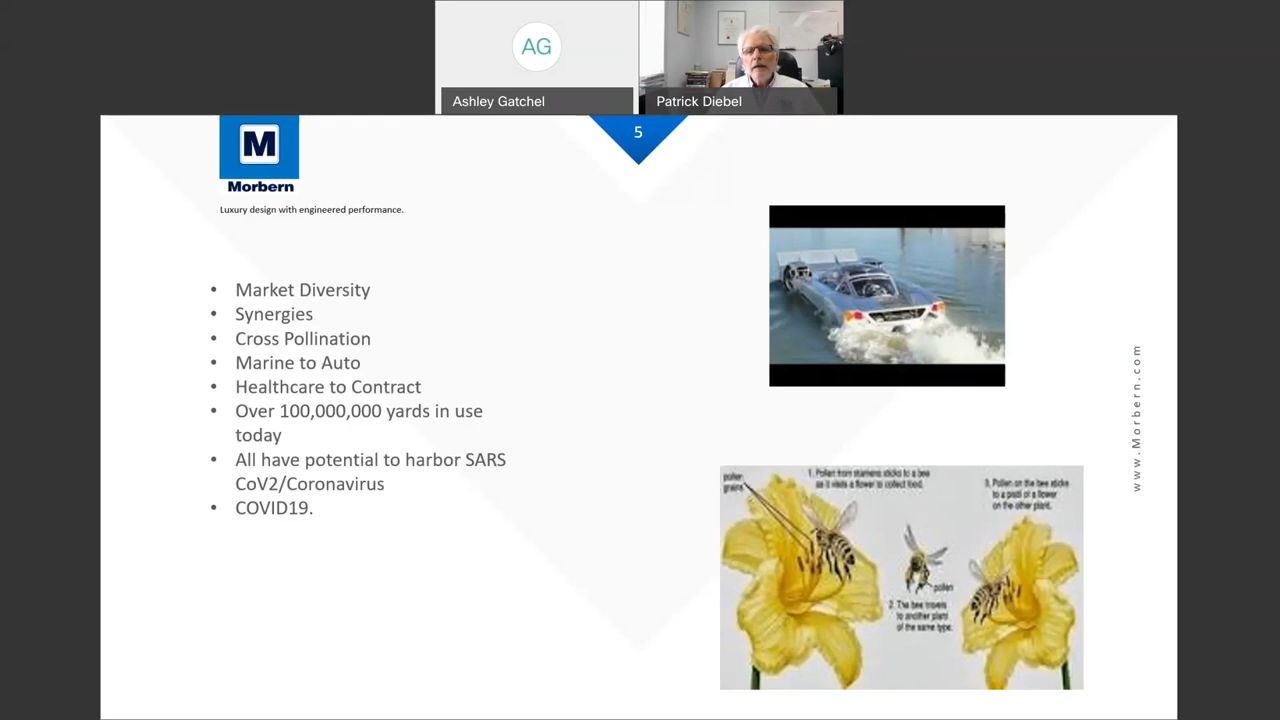 AG
Ashley Gatchel
Patrick Diebel
5
M
Morbern
Luxury design with engineered performance.
• Market Diversity
• Synergies
• Cross Pollination
• Marine to Auto
• Healthcare to Contract
• Over 100,000,000 yards in use
today
• All have potential to harbor SARS
CoV2/Coronavirus
• COVID19.
www.Morbern.com
pollen
grains
1. Pollen from stamens sticks to a bee
as it visits a flower to collect food.
pollen
2. The bee travels
to another plant
of the same type.
3. Pollen on the bee sticks
to a pistil of a flower
on the other plant.